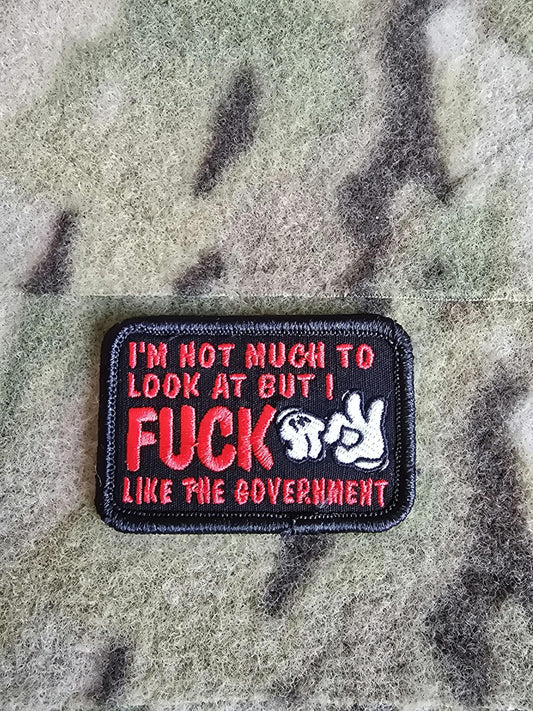 I'M NOT MUCH TO
LOOK AT BUT I
FUCK
LIKE THE GOVERNMENT